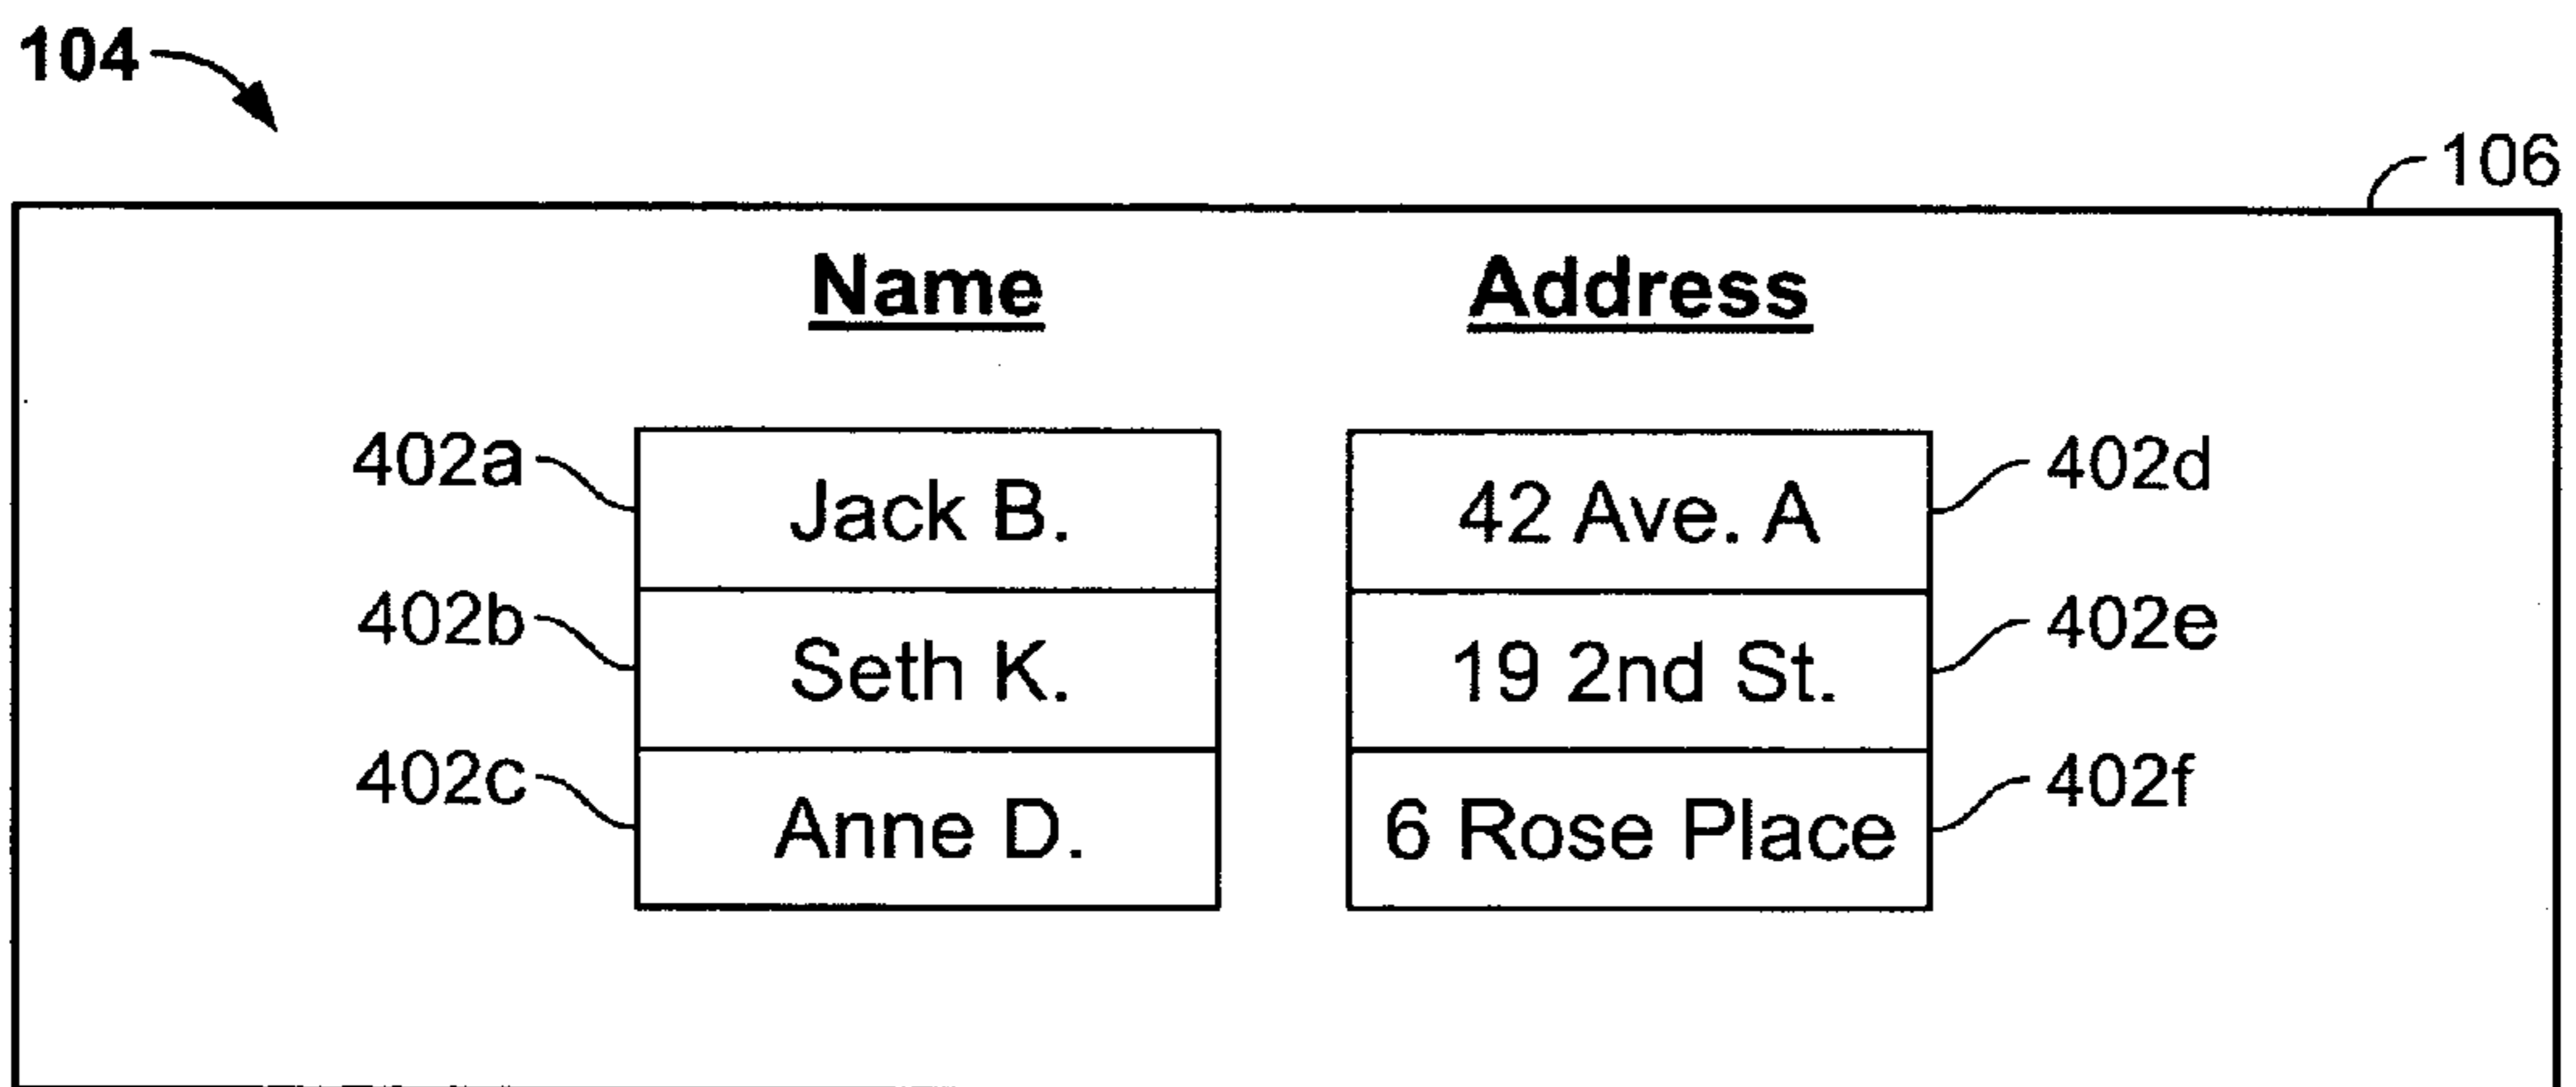 104
106
Name Address
402a Jack B. 42 Ave. A 402d
402b Seth K. 19 2nd St. 402e
402c Anne D. 6 Rose Place 402f